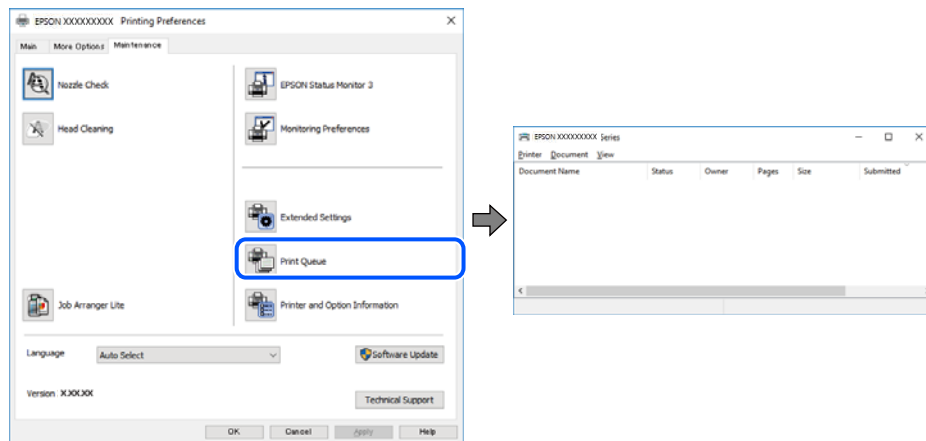 EPSON XXXXXXXXX Printing Preferences
Main More Options Maintenance
Nozzle Check
EPSON Status Monitor 3
Head Cleaning
Monitoring Preferences
Extended Settings
Print Queue
Job Arranger Lite
Printer and Option Information
Language Auto Select
Software Update
Version X.XX.XX
Technical Support
OK Cancel Apply Help
EPSON XXXXXXXXX Series
Printer Document View
Document Name Status Owner Pages Size Submitted